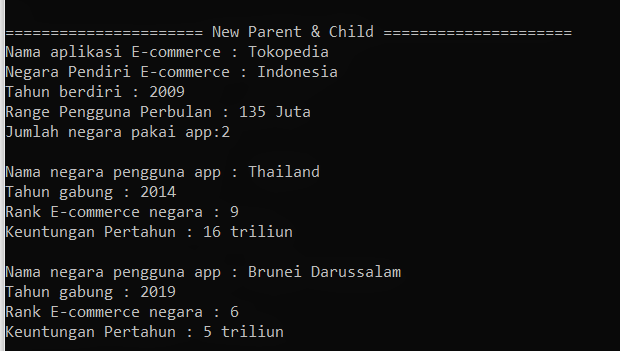 ====================== New Parent & Child =====================
Nama aplikasi E-commerce : Tokopedia
Negara Pendiri E-commerce : Indonesia
Tahun berdiri : 2009
Range Pengguna Perbulan : 135 Juta
Jumlah negara pakai app:2
Nama negara pengguna app : Thailand
Tahun gabung : 2014
Rank E-commerce negara : 9
Keuntungan Pertahun : 16 triliun
Nama negara pengguna app : Brunei Darussalam
Tahun gabung : 2019
Rank E-commerce negara : 6
Keuntungan Pertahun : 5 triliun